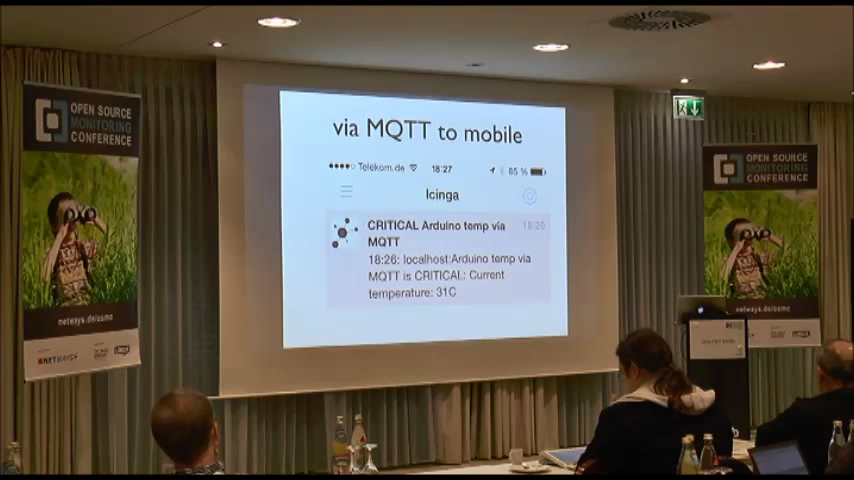 OPEN SOURCE
MONITORING
CONFERENCE
netways.de/osmc
NETWAYS
via MQTT to mobile
Telekom.de
18:27
85 %
Icinga
CRITICAL Arduino temp via
MQTT
18:26
18:26: localhost:Arduino temp via
MQTT is CRITICAL: Current
temperature: 31C
OPEN SOURCE
MONITORING
CONFERENCE
netways.de/osmc